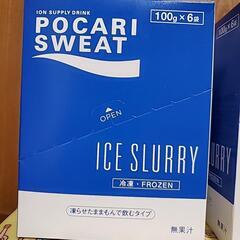 ION SUPPLY DRINK
POCARI
SWEAT
100g×6袋
OPEN
ICE SLURRY
冷凍・FROZEN
凍らせたままもんで飲むタイプ
無果汁